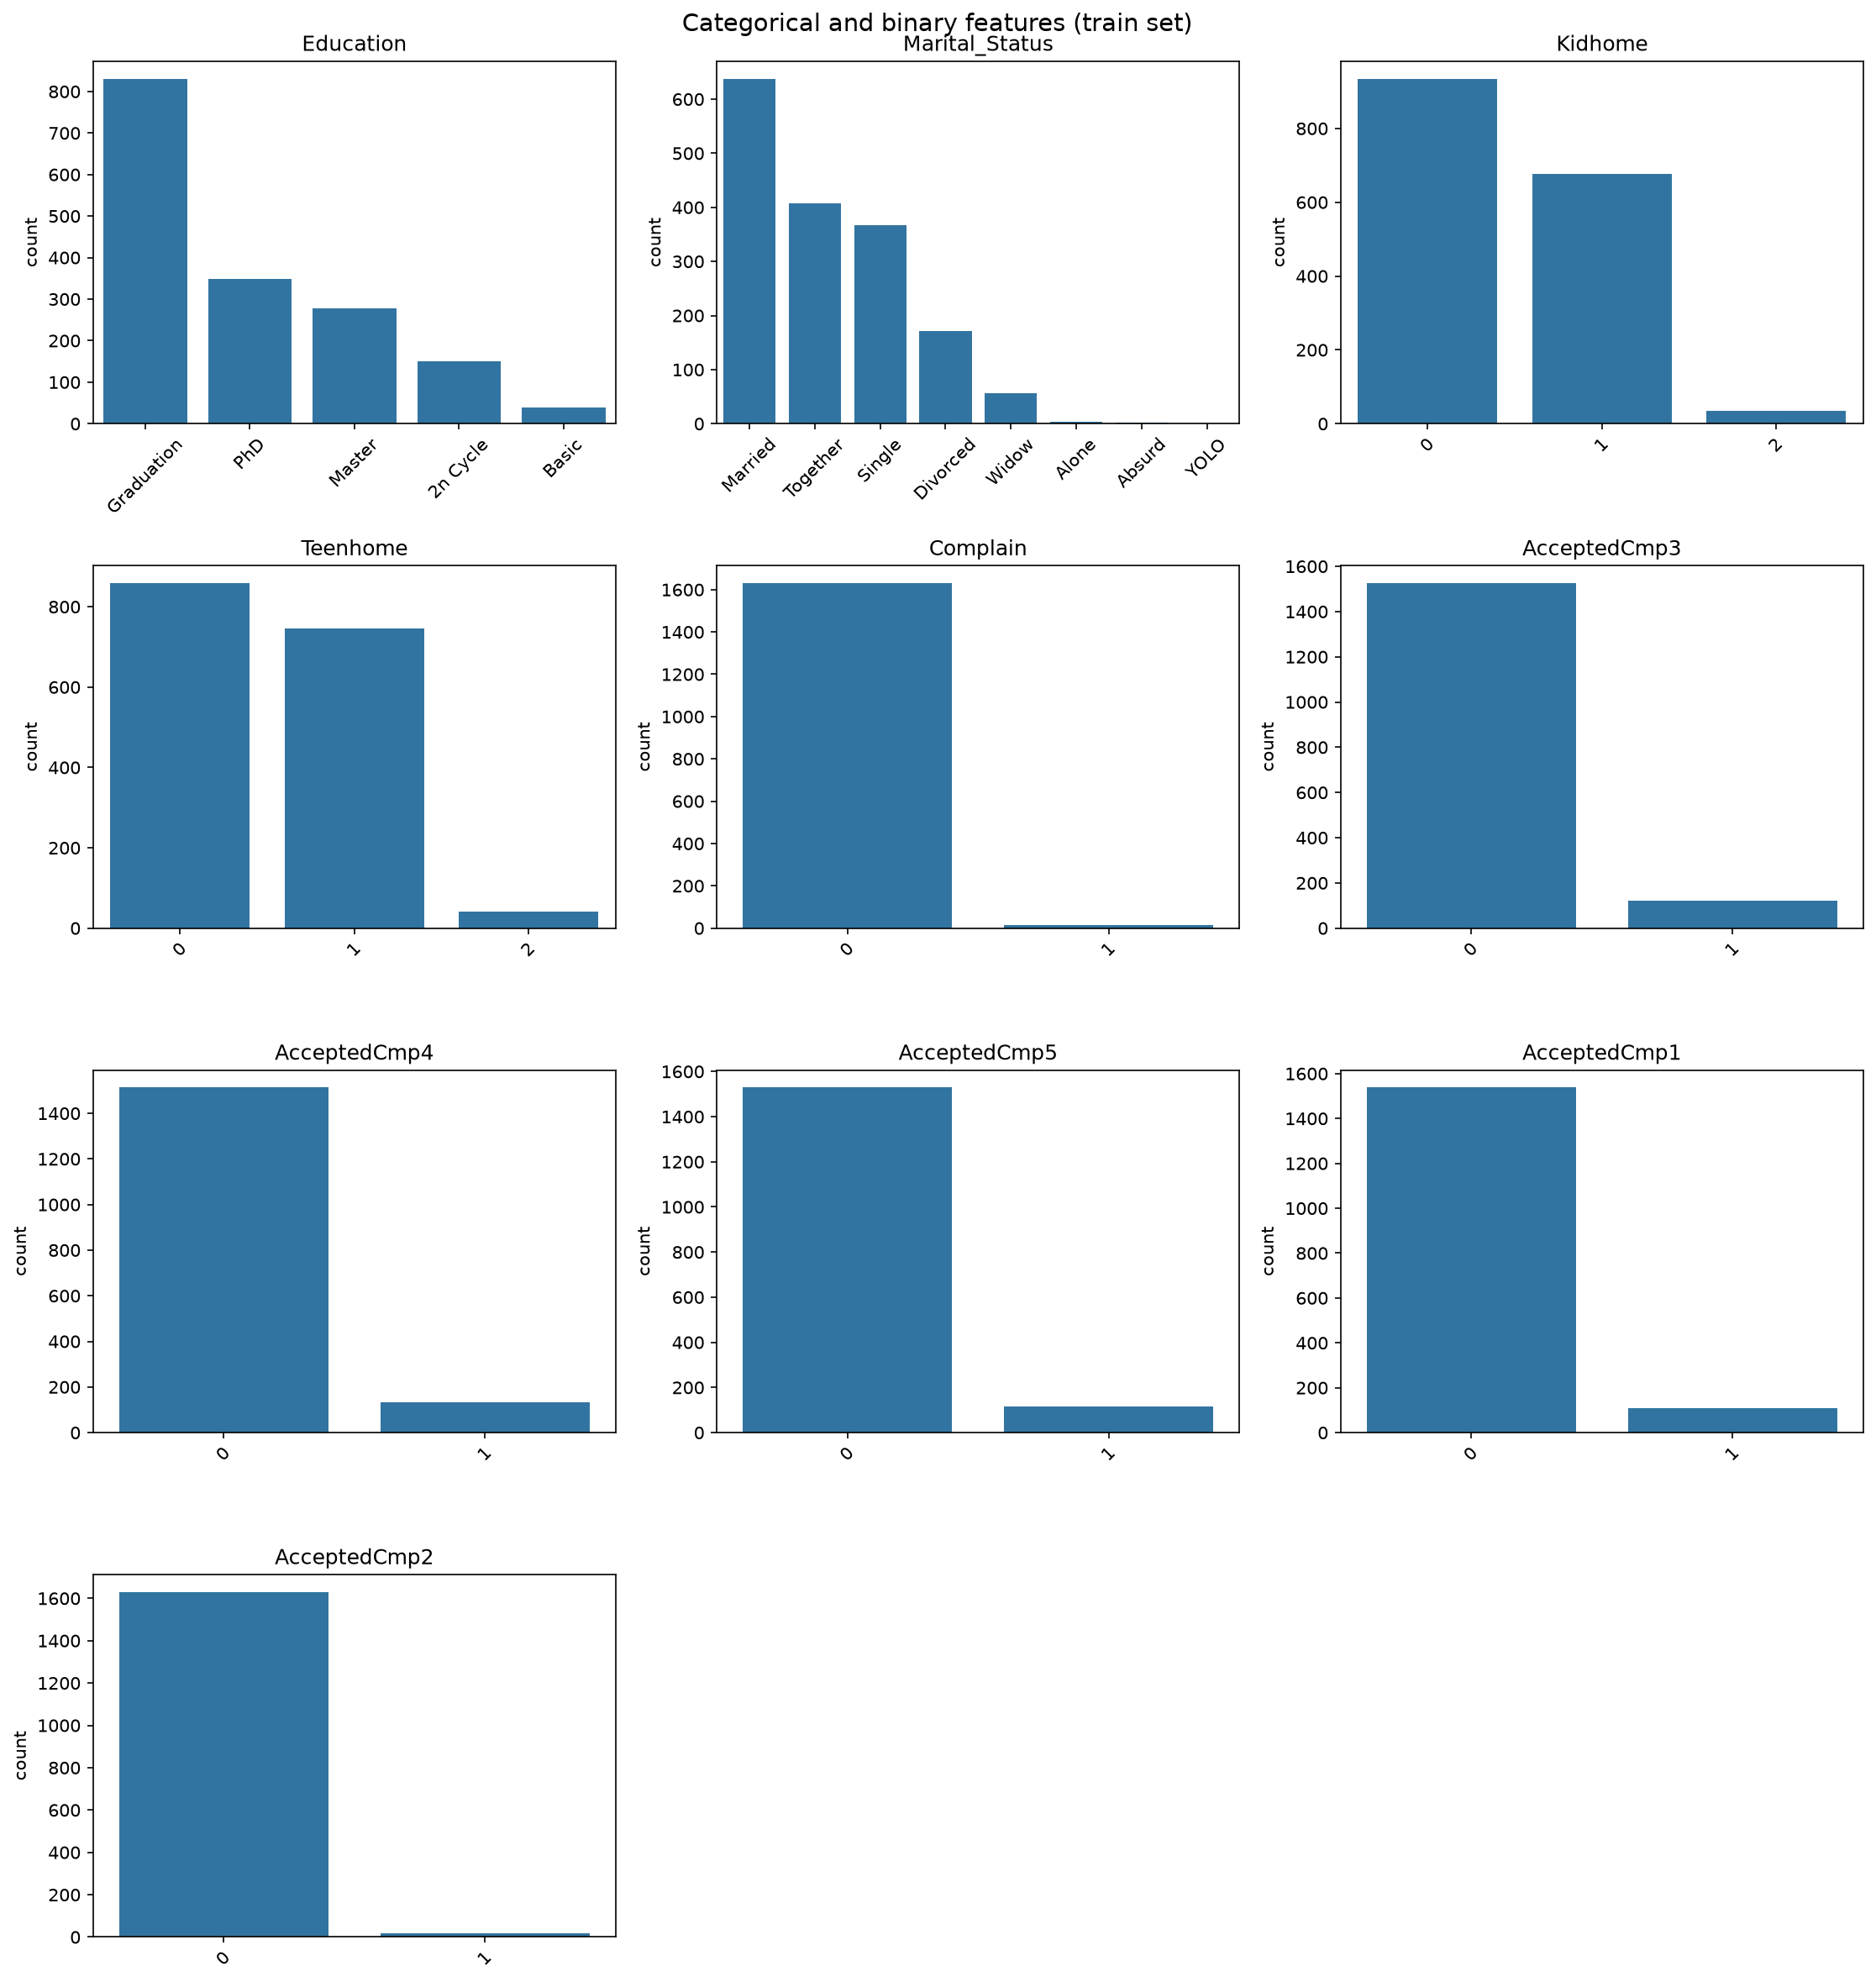 Categorical and binary features (train set)
Education
count
800
700
600
500
400
300
200
100
0
Graduation
PhD
Master
2n Cycle
Basic
Marital_Status
count
600
500
400
300
200
100
0
Married
Together
Single
Divorced
Widow
Alone
Absurd
YOLO
Kidhome
count
800
600
400
200
0
0
1
2
Teenhome
count
800
600
400
200
0
0
1
2
Complain
count
1600
1400
1200
1000
800
600
400
200
0
0
1
AcceptedCmp3
count
1600
1400
1200
1000
800
600
400
200
0
0
1
AcceptedCmp4
count
1400
1200
1000
800
600
400
200
0
0
1
AcceptedCmp5
count
1600
1400
1200
1000
800
600
400
200
0
0
1
AcceptedCmp1
count
1600
1400
1200
1000
800
600
400
200
0
0
1
AcceptedCmp2
count
1600
1400
1200
1000
800
600
400
200
0
0
1